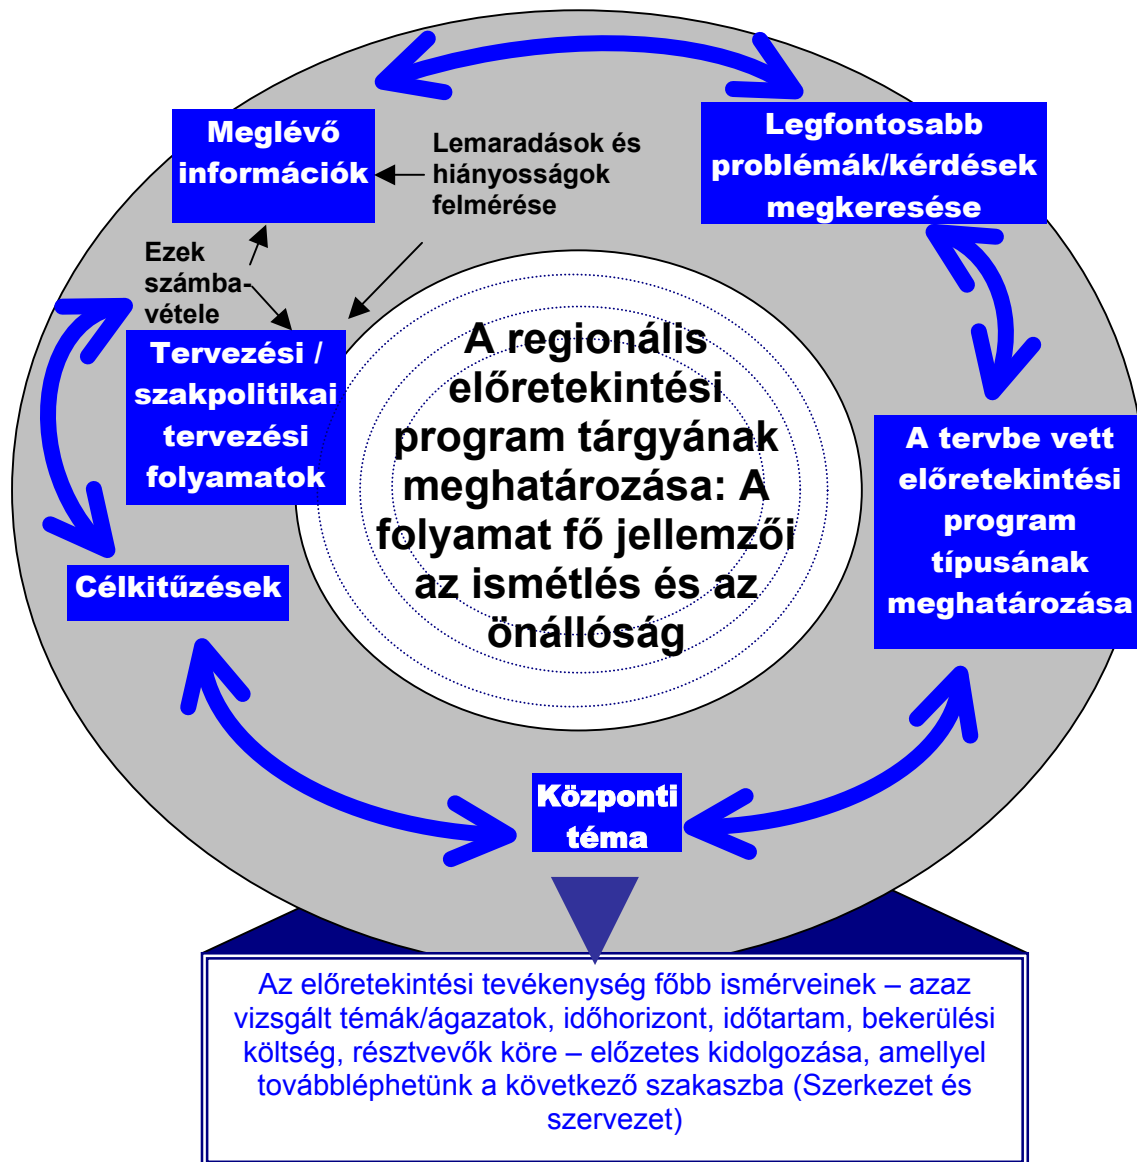 Meglévő
információk
Lemaradások és
hiányosságok
felmérése
Legfontosabb
problémák/kérdések
megkeresése
Ezek
számba-
vétele
Tervezési /
szakpolitikai
tervezési
folyamatok
A regionális
előretekintési
program tárgyának
meghatározása: A
folyamat fő jellemzői
az ismétlés és az
önállóság
A tervbe vett
előretekintési
program
típusának
meghatározása
Célkitűzések
Központi
téma
Az előretekintési tevékenység főbb ismérveinek – azaz
vizsgált témák/ágazatok, időhorizont, időtartam, bekerülési
költség, résztvevők köre – előzetes kidolgozása, amellyel
továbbléphetünk a következő szakaszba (Szerkezet és
szervezet)